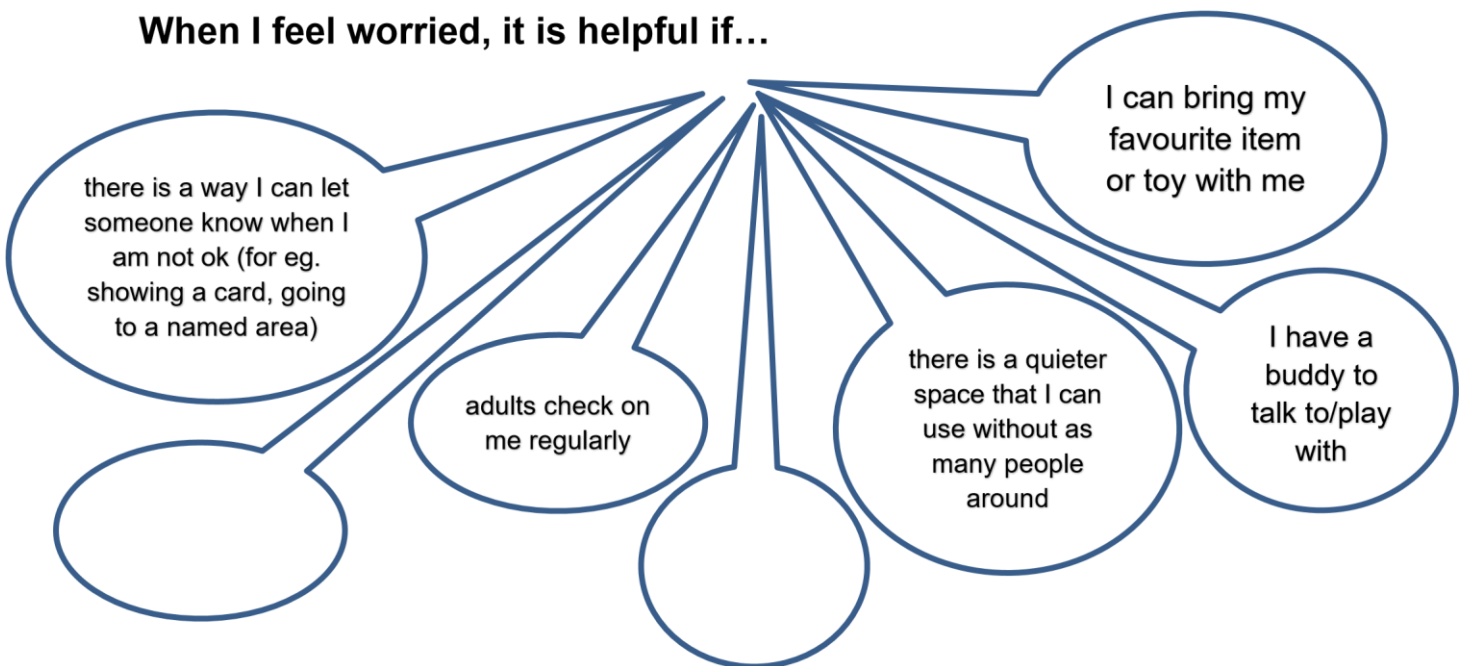 When I feel worried, it is helpful if…
I can bring my
favourite item
or toy with me
there is a way I can let
someone know when I
am not ok (for eg.
showing a card, going
to a named area)
adults check on
me regularly
there is a quieter
space that I can
use without as
many people
around
I have a
buddy to
talk to/play
with